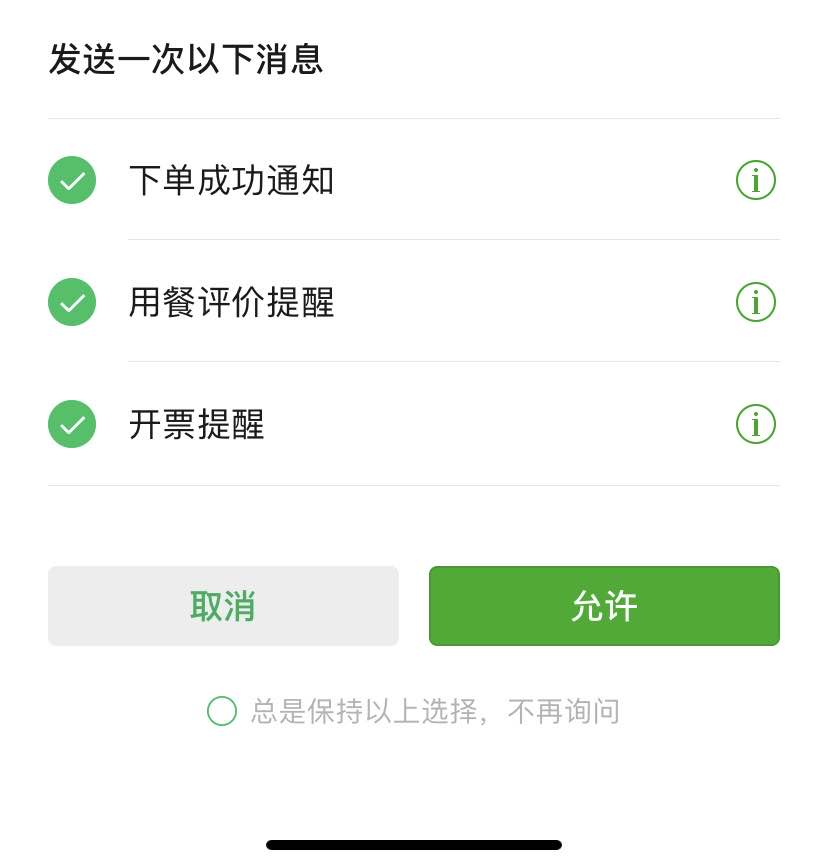 发送一次以下消息
下单成功通知
用餐评价提醒
开票提醒
取消
允许
总是保持以上选择，不再询问